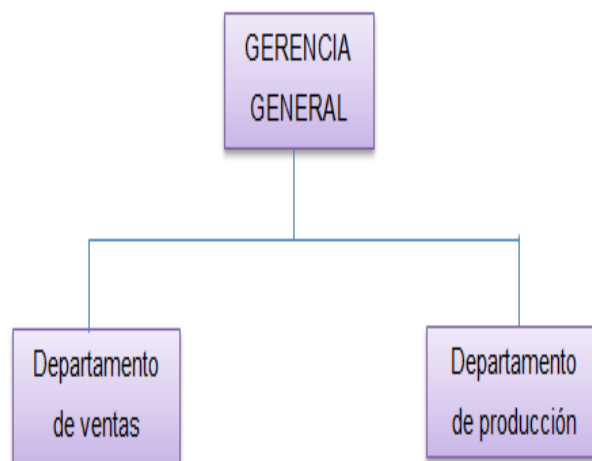 GERENCIA
GENERAL
Departamento
de ventas
Departamento
de producción